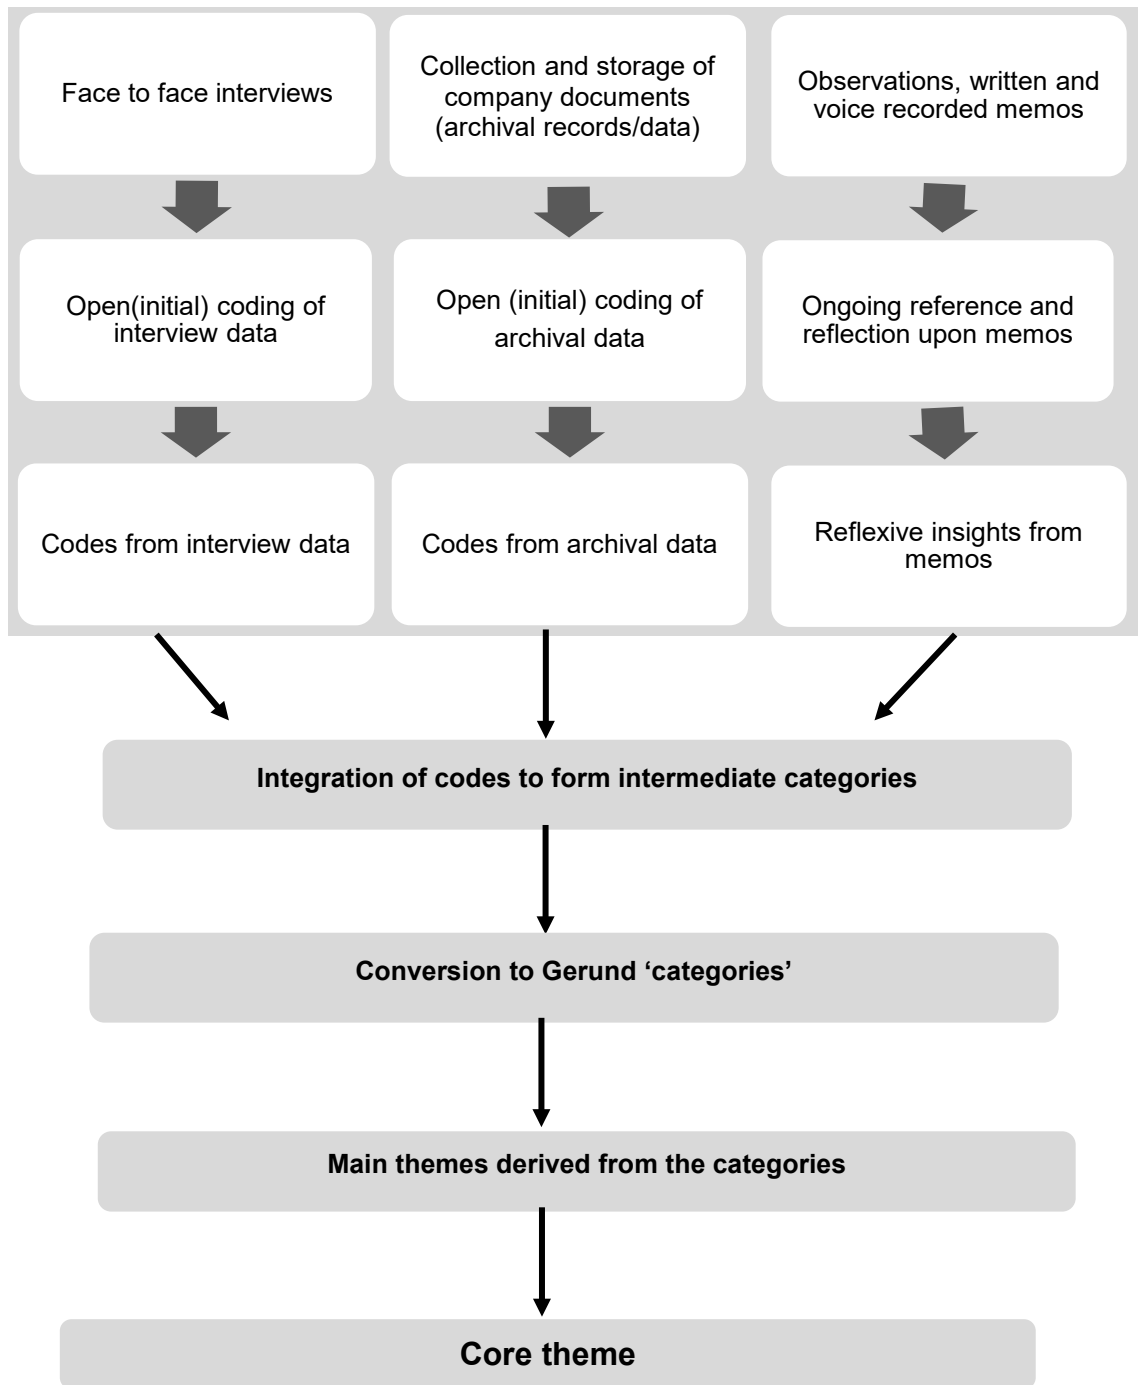 Face to face interviews
Collection and storage of
company documents
(archival records/data)
Observations, written and
voice recorded memos
Open(initial) coding of
interview data
Open (initial) coding of
archival data
Ongoing reference and
reflection upon memos
Codes from interview data
Codes from archival data
Reflexive insights from
memos
Integration of codes to form intermediate categories
Conversion to Gerund ‘categories’
Main themes derived from the categories
Core theme